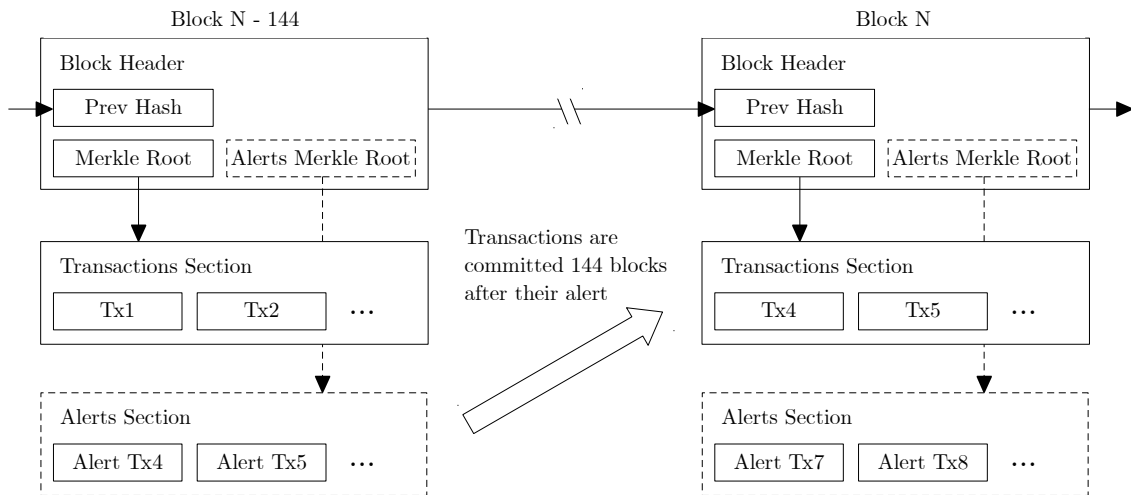 Block N - 144
Block N
Block Header
Prev Hash
Merkle Root
Alerts Merkle Root
Transactions Section
Tx1
Tx2
...
Alerts Section
Alert Tx4
Alert Tx5
...
Transactions are
committed 144 blocks
after their alert
Block Header
Prev Hash
Merkle Root
Alerts Merkle Root
Transactions Section
Tx4
Tx5
...
Alerts Section
Alert Tx7
Alert Tx8
...